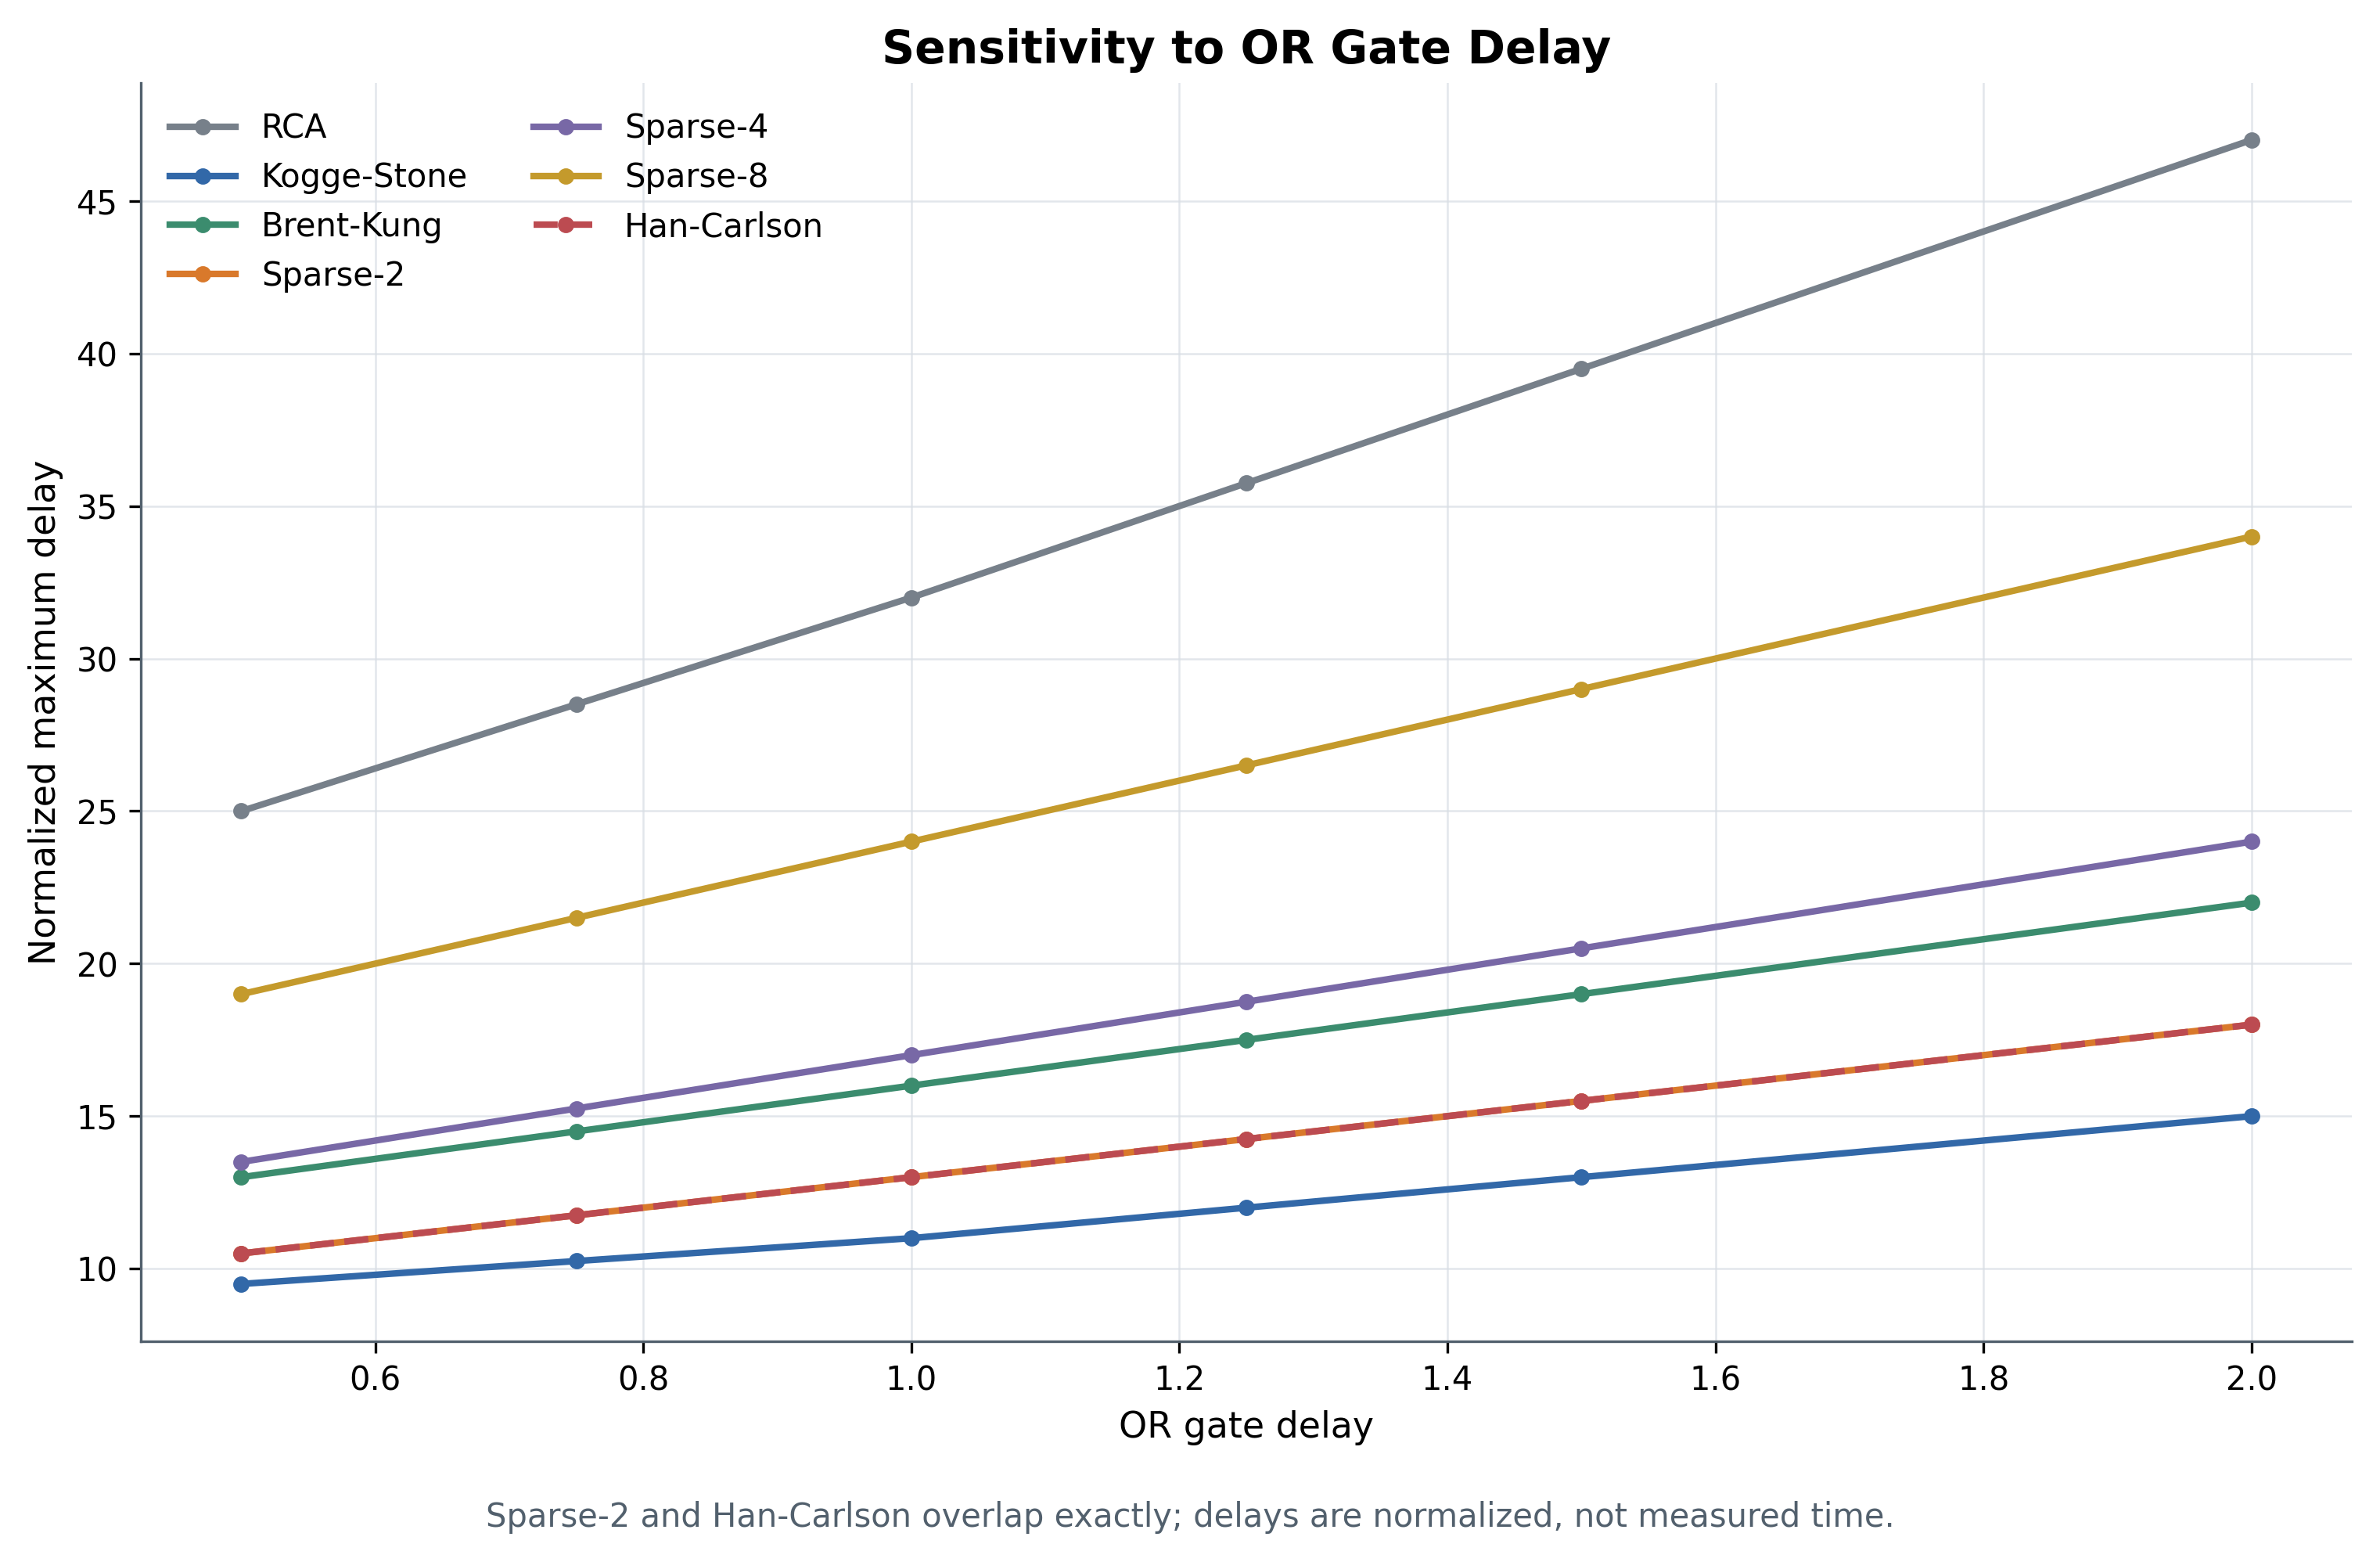 Sensitivity to OR Gate Delay
RCA
Kogge-Stone
Brent-Kung
Sparse-2
Sparse-4
Sparse-8
Han-Carlson
Normalized maximum delay
45
40
35
30
25
20
15
10
0.6 0.8 1.0 1.2 1.4 1.6 1.8 2.0
OR gate delay
Sparse-2 and Han-Carlson overlap exactly; delays are normalized, not measured time.